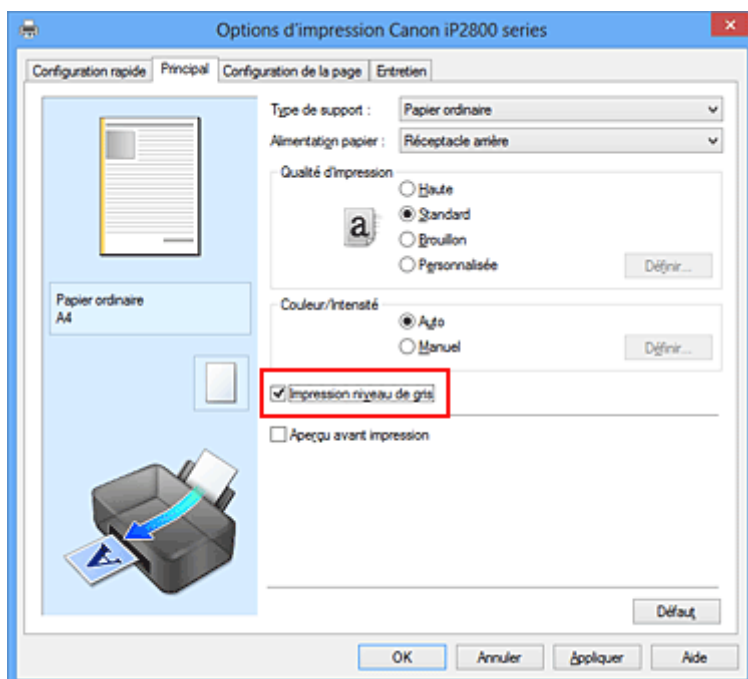 Options d'impression Canon iP2800 series
Configuration rapide Principal Configuration de la page Entretien
Type de support : Papier ordinaire
Alimentation papier : Réceptacle arrière
Qualité d'impression
Haute
a
Standard
Brouillon
Personnalisée Définir...
Papier ordinaire
A4
Couleur/Intensité
Auto
Manuel Définir...
Impression niveau de gris
Aperçu avant impression
A
Défaut
OK Annuler Appliquer Aide